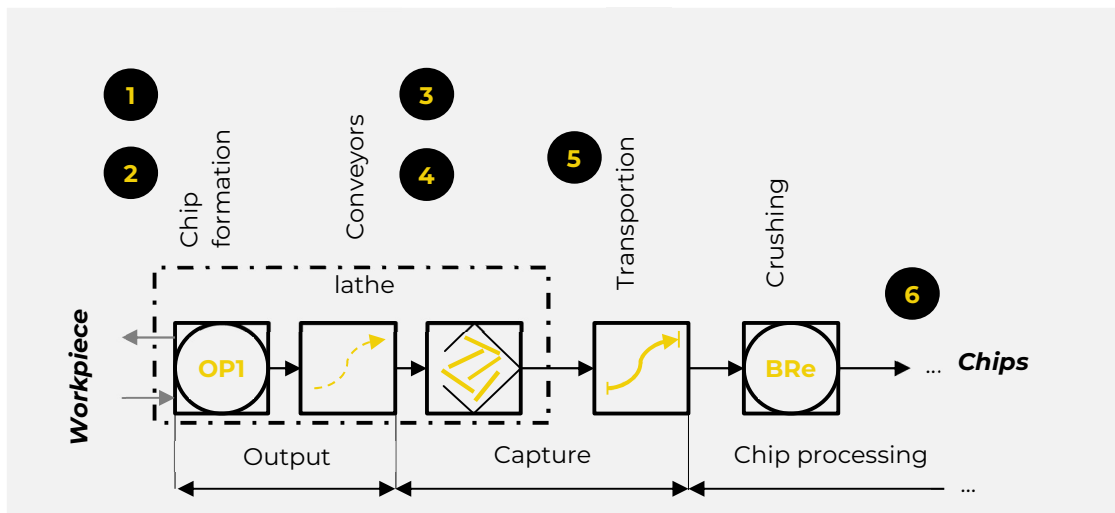 1
2
3
4
5
6
Chip
formation
Conveyors
Transportion
Crushing
lathe
Workpiece
OP1
BRe
... Chips
Output
Capture
Chip processing
...